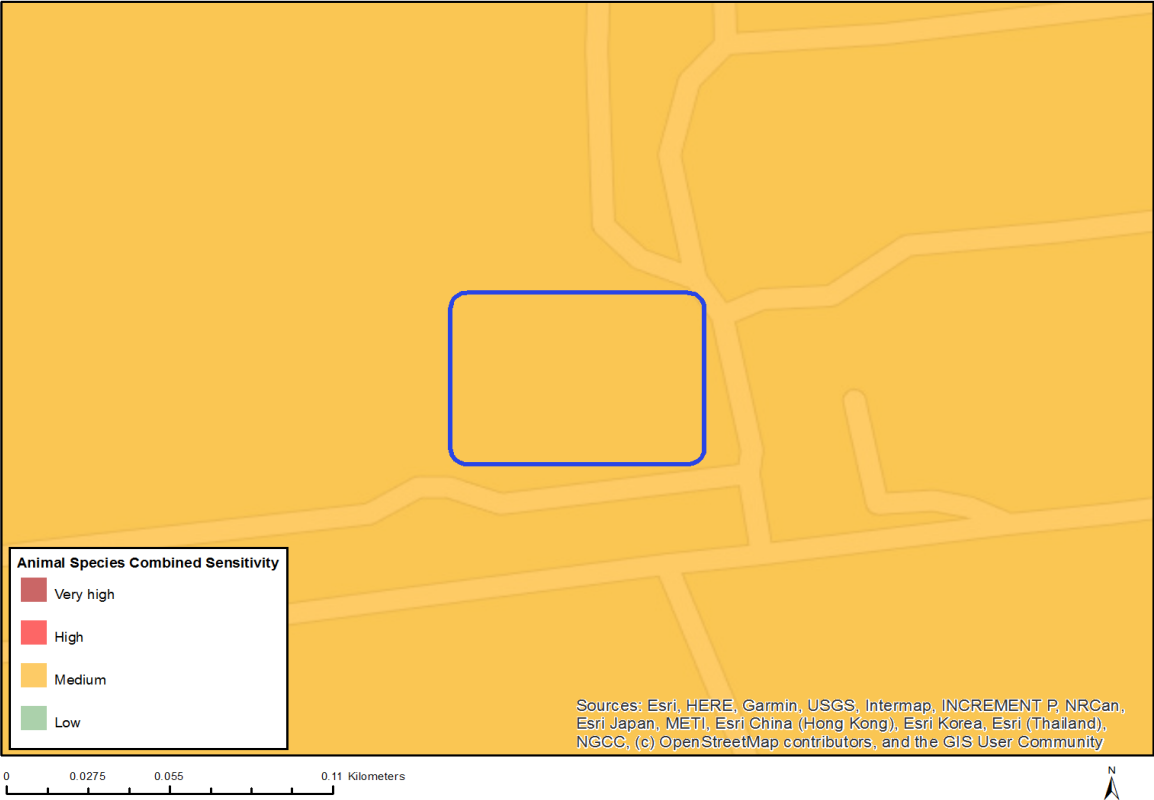 Animal Species Combined Sensitivity
Very high
High
Medium
Low
Sources: Esri, HERE, Garmin, USGS, Intermap, INCREMENT P, NRCan,
Esri Japan, METI, Esri China (Hong Kong), Esri Korea, Esri (Thailand),
NGCC, (c) OpenStreetMap contributors, and the GIS User Community
0 0.0275 0.055 0.11 Kilometers
N